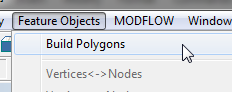 Feature Objects MODFLOW Window
Build Polygons
Vertices<->Nodes